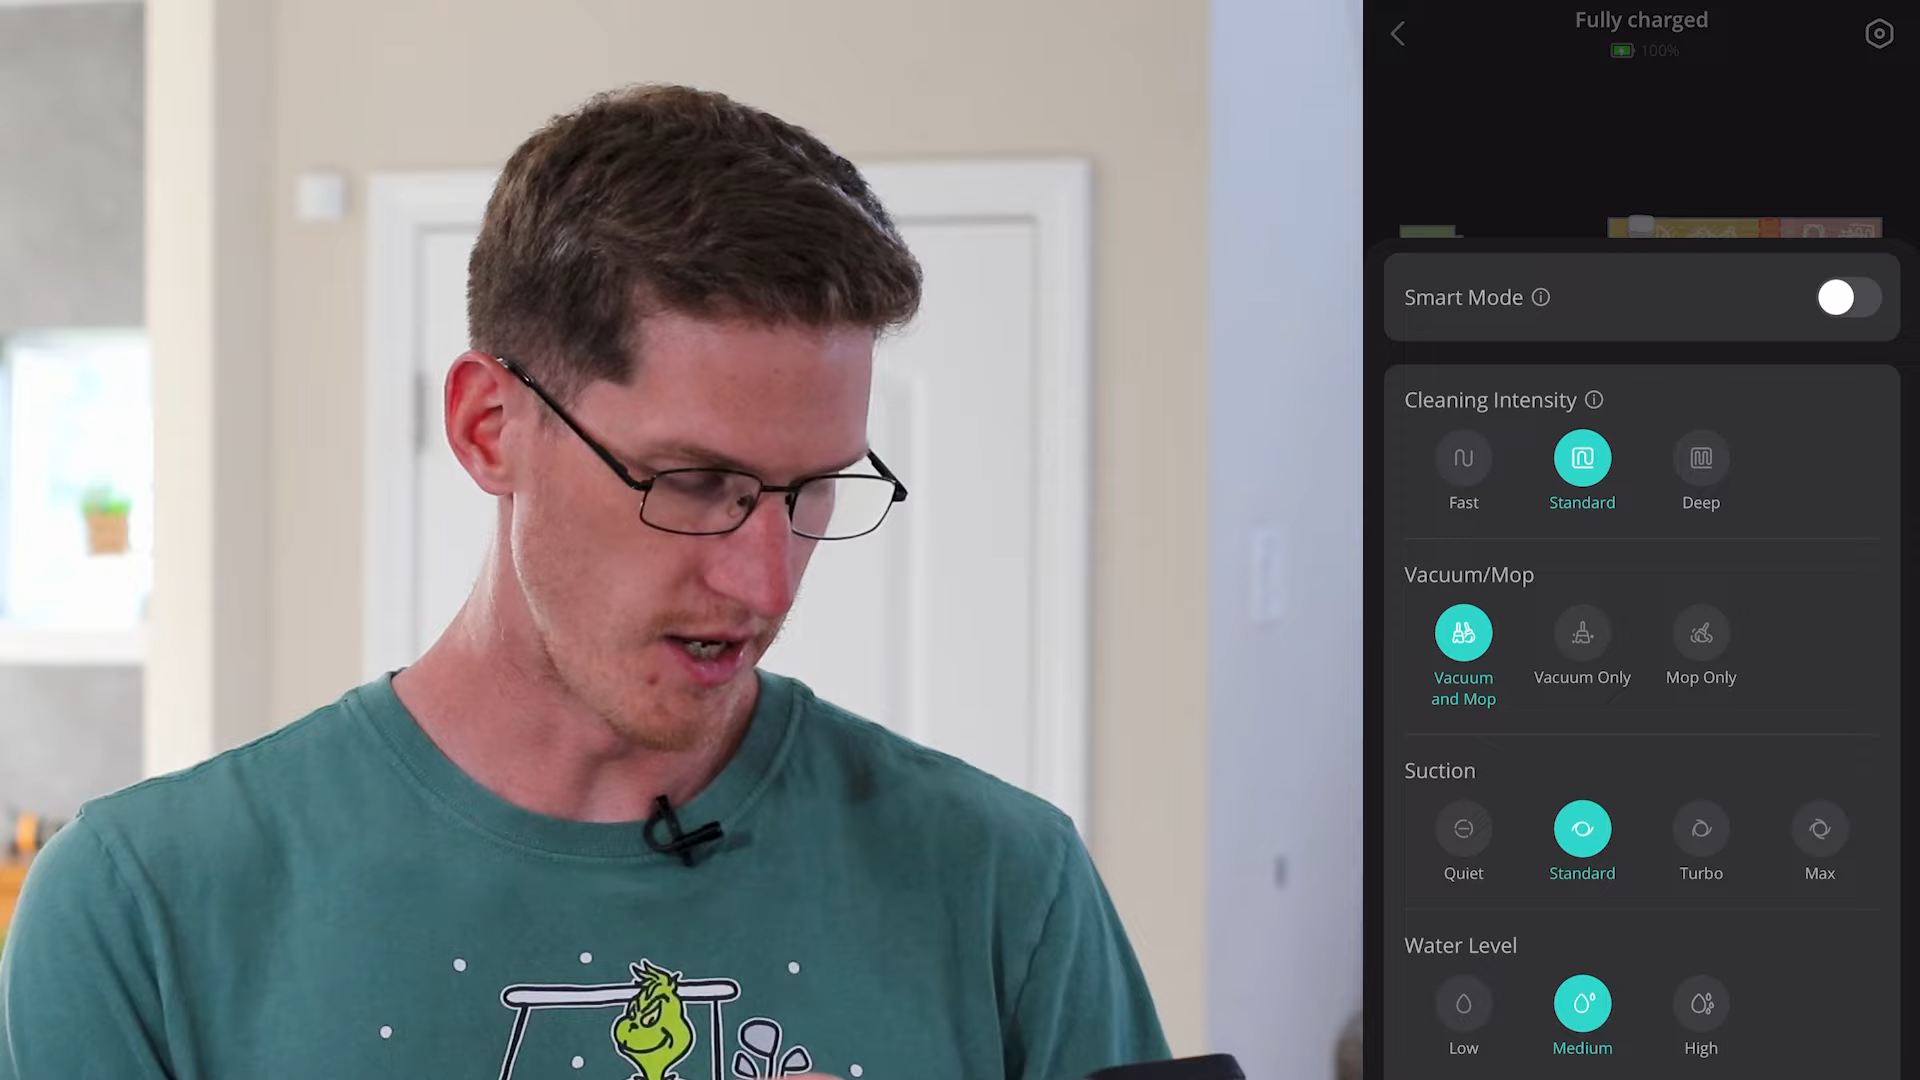 Fully charged
100%
Smart Mode
Cleaning Intensity
Fast Standard Deep
Vacuum/Mop
Vacuum and Mop Vacuum Only Mop Only
Suction
Quiet Standard Turbo Max
Water Level
Low Medium High